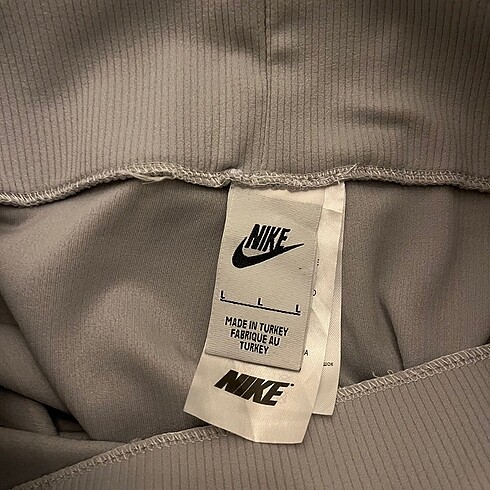 NIKE
L L L
MADE IN TURKEY
FABRIQUE AU
TURKEY
NIKE